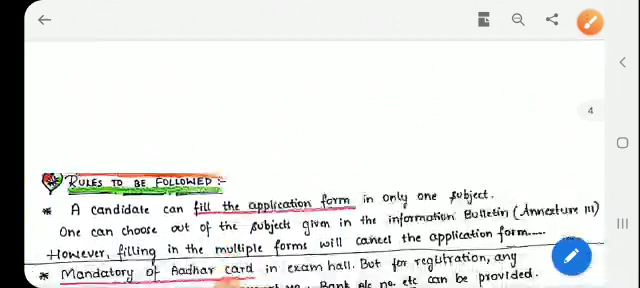 4
RULES TO BE FOLLOWED :-
* A candidate can fill the application form in only one subject.
One can choose out of the subjects given in the information Bulletin (Annexture III)
However, filling in the multiple forms will cancel the application form.....
* Mandatory of Aadhar card in exam hall. But for registration, any
Bank a/c no. etc can be provided.